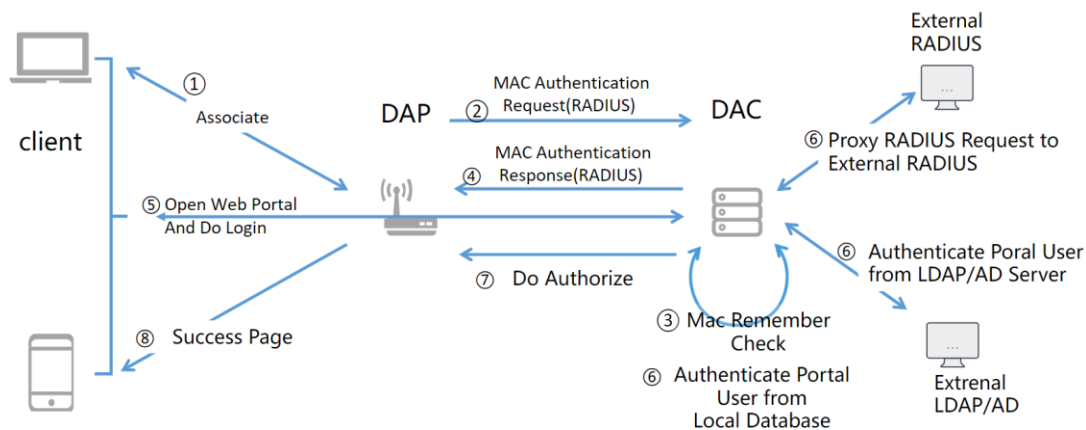 External
RADIUS
①
MAC Authentication
Request(RADIUS)
Associate
DAP
②
DAC
client
MAC Authentication
Response(RADIUS)
④
⑥ Proxy RADIUS Request to
External RADIUS
⑤ Open Web Portal
And Do Login
⑥ Authenticate Poral User
from LDAP/AD Server
⑦ Do Authorize
③ Mac Remember
Check
⑧ Success Page
⑥ Authenticate Portal
User from
Local Database
Extrenal
LDAP/AD